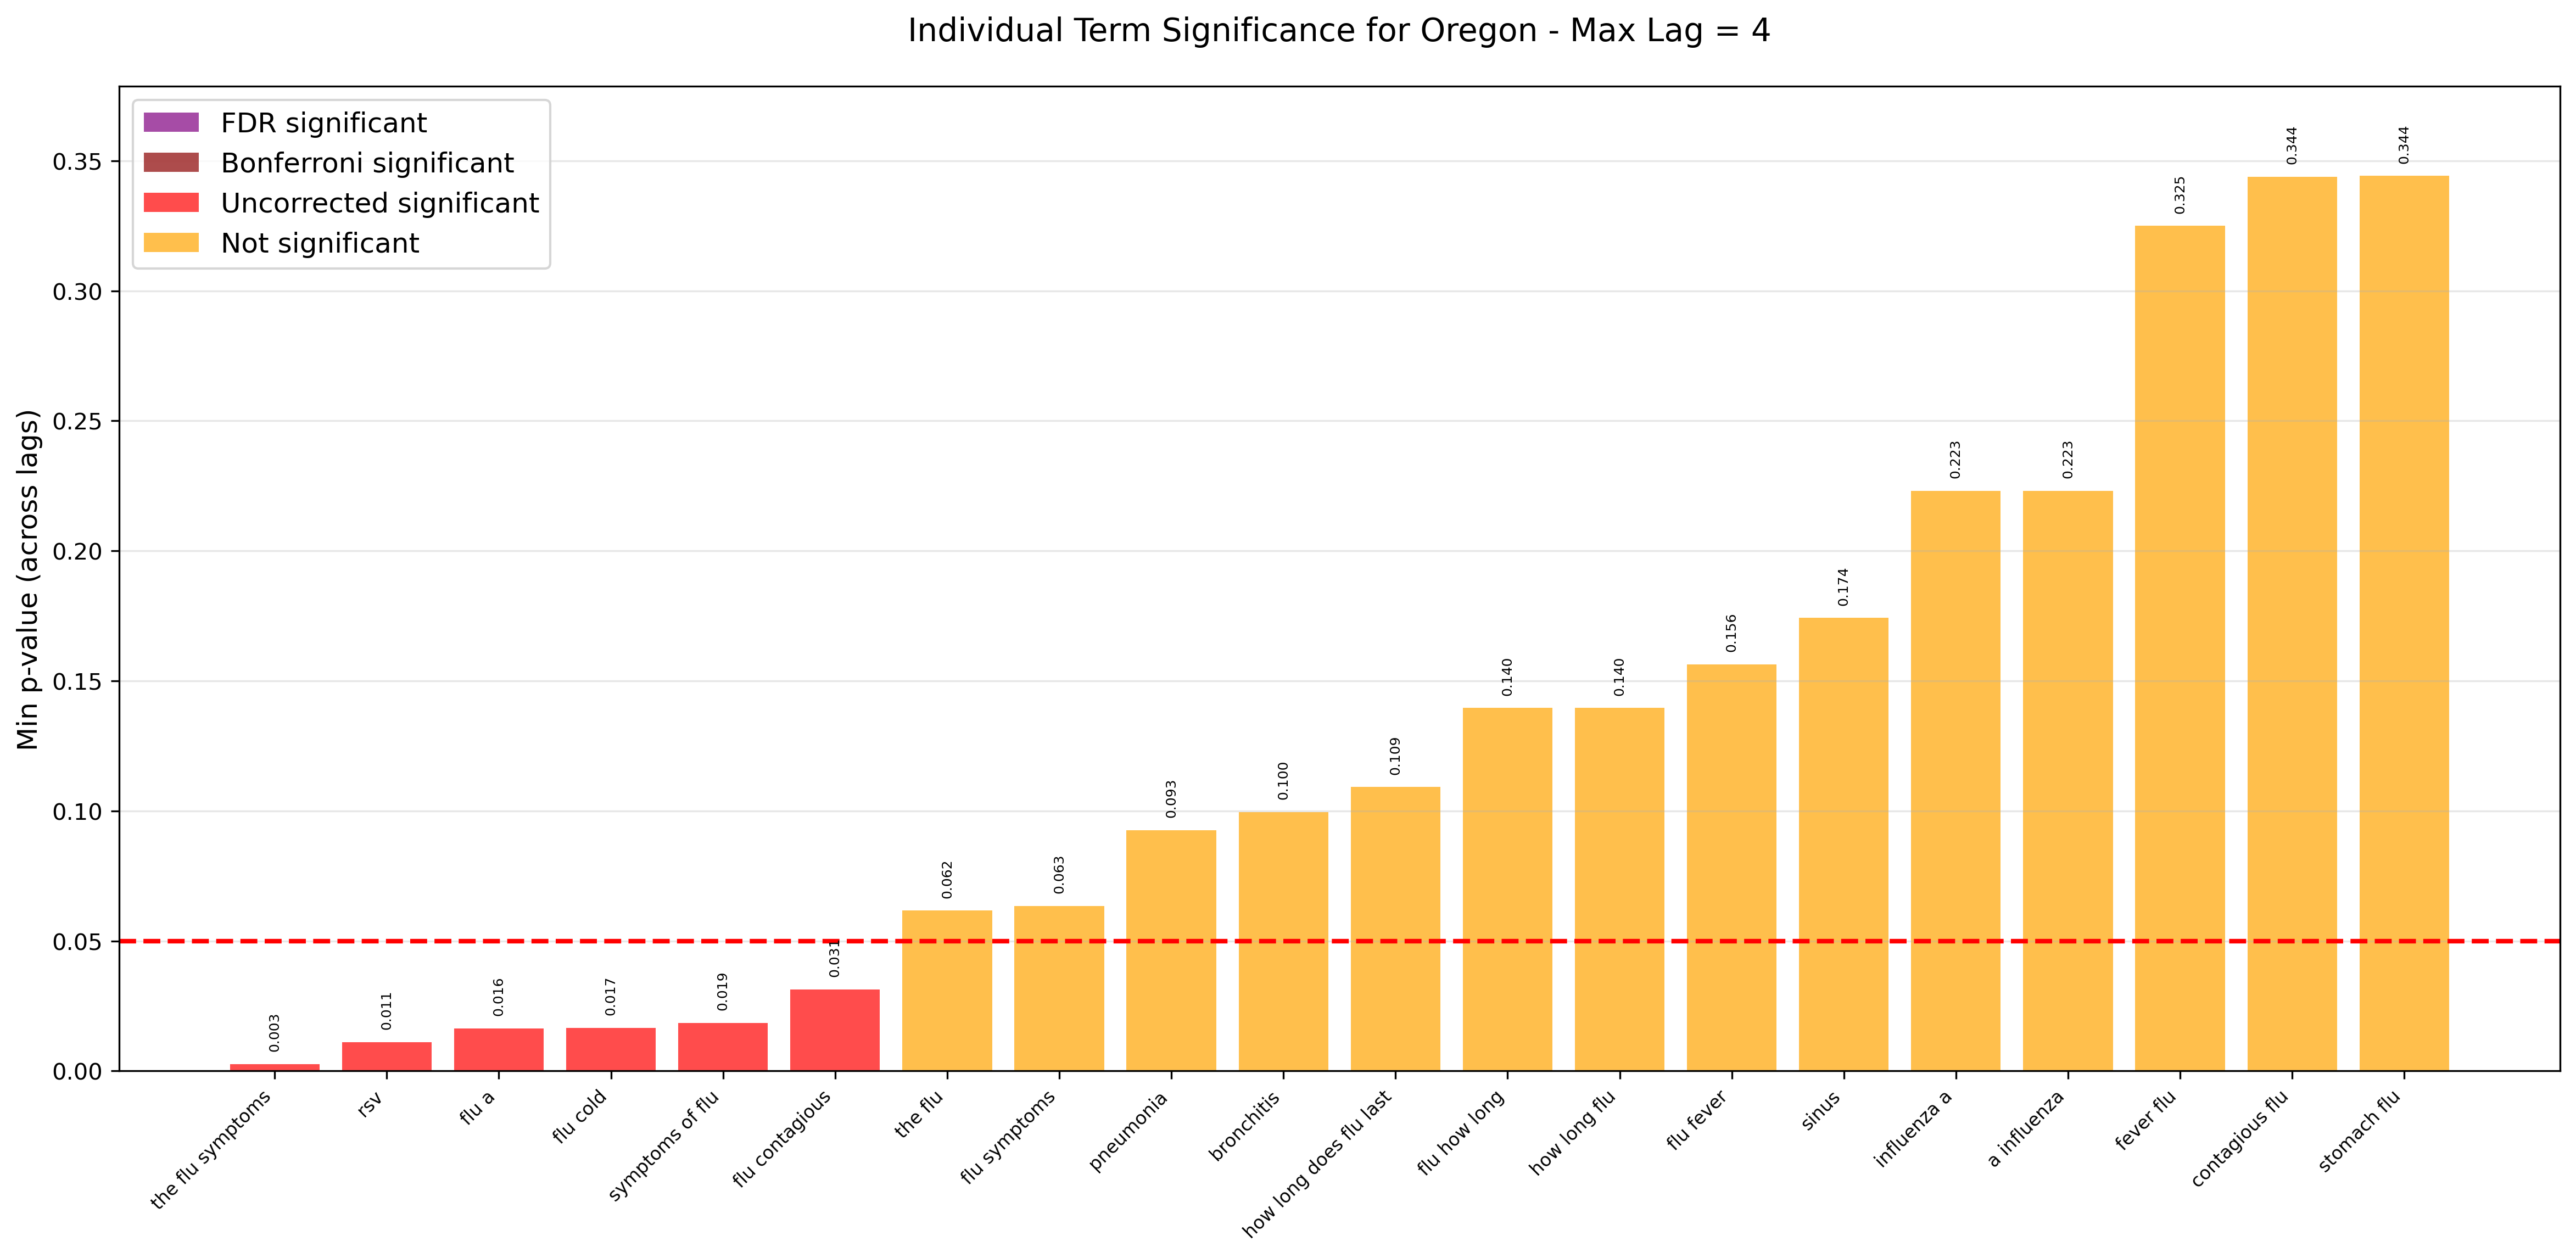 Individual Term Significance for Oregon - Max Lag = 4
FDR significant
Bonferroni significant
Uncorrected significant
Not significant
Min p-value (across lags)
0.35
0.30
0.25
0.20
0.15
0.10
0.05
0.00
0.003
0.011
0.016
0.017
0.019
0.031
0.062
0.063
0.093
0.100
0.109
0.140
0.140
0.156
0.174
0.223
0.223
0.325
0.344
0.344
the flu symptoms
rsv
flu a
flu cold
symptoms of flu
flu contagious
the flu
flu symptoms
pneumonia
bronchitis
how long does flu last
flu how long
how long flu
flu fever
sinus
influenza a
a influenza
fever flu
contagious flu
stomach flu